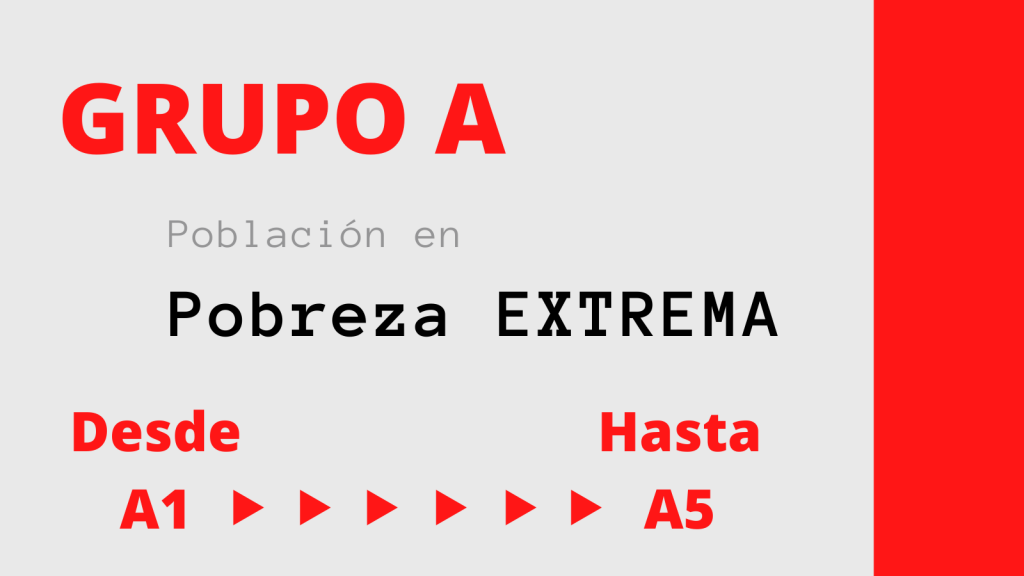 GRUPO A
Población en
Pobreza EXTREMA
Desde Hasta
A1 ▶ ▶ ▶ ▶ ▶ ▶ A5